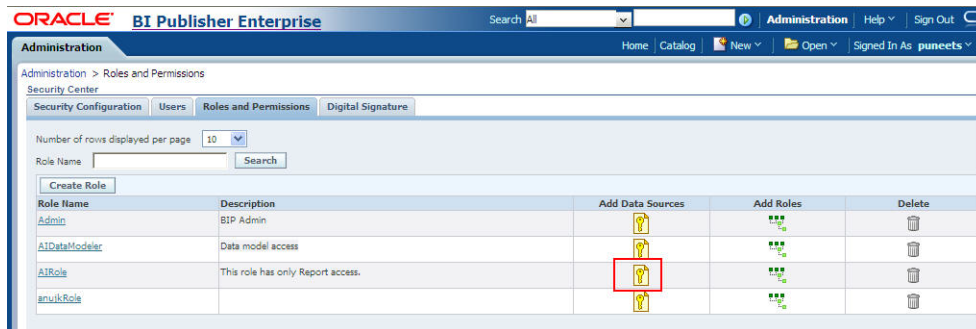 ORACLE BI Publisher Enterprise Search All Administration Help Sign Out
Administration Home Catalog New Open Signed In As puneets
Administration > Roles and Permissions
Security Center
Security Configuration Users Roles and Permissions Digital Signature
Number of rows displayed per page 10
Role Name Search
Create Role
Role Name Description Add Data Sources Add Roles Delete
Admin BIP Admin
AIDataModeler Data model access
AIRole This role has only Report access.
anujkRole